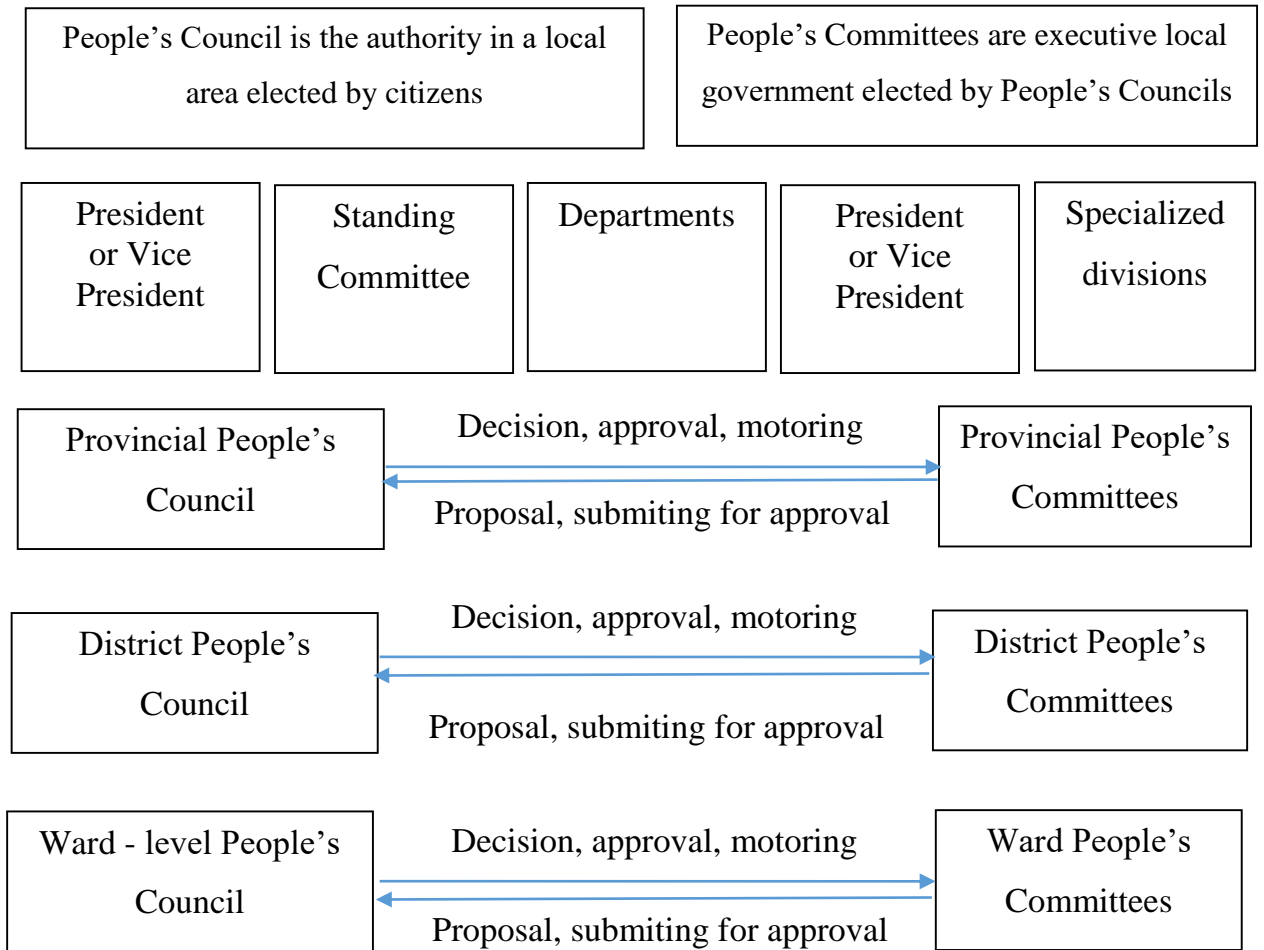 People’s Council is the authority in a local
area elected by citizens
People’s Committees are executive local
government elected by People’s Councils
President
or Vice
President
Standing
Committee
Departments
President
or Vice
President
Specialized
divisions
Provincial People’s
Council
Decision, approval, motoring
Proposal, submiting for approval
Provincial People’s
Committees
District People’s
Council
Decision, approval, motoring
Proposal, submiting for approval
District People’s
Committees
Ward - level People’s
Council
Decision, approval, motoring
Proposal, submiting for approval
Ward People’s
Committees